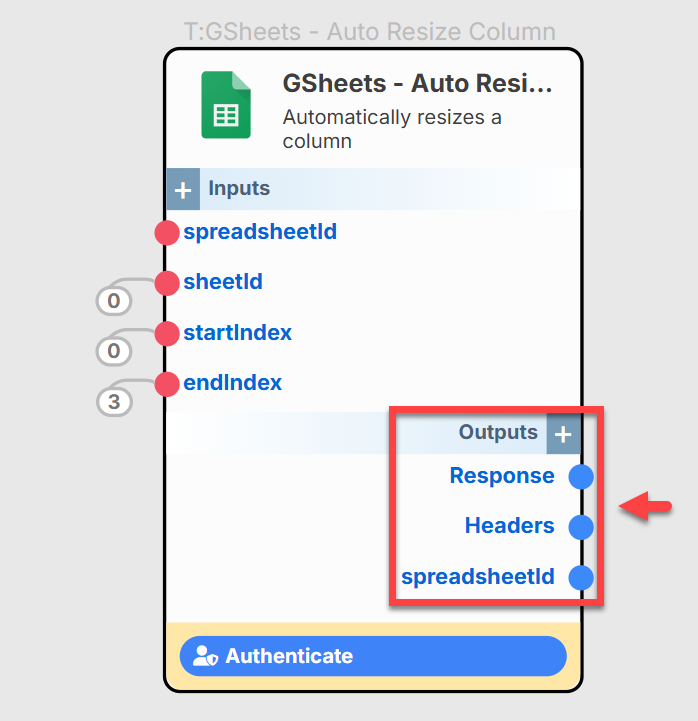 T:GSheets - Auto Resize Column
GSheets - Auto Resi...
Automatically resizes a
column
+ Inputs
spreadsheetId
sheetId
0
startIndex
0
endIndex
3
Outputs +
Response
Headers
spreadsheetId
Authenticate